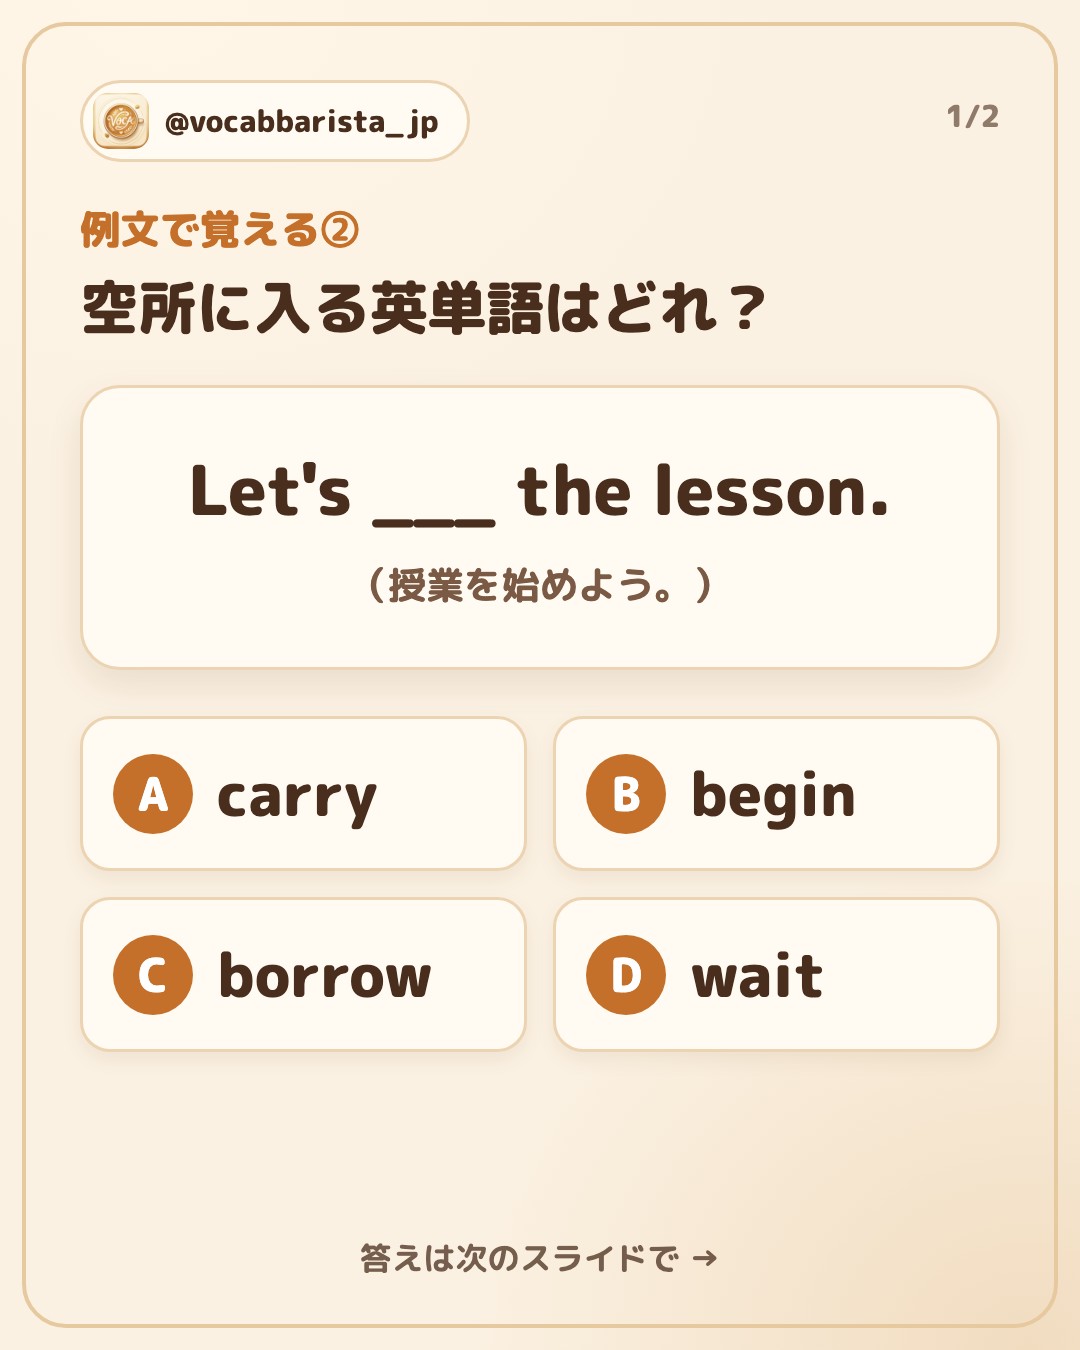 @vocabbarista_jp
1/2
例文で覚える②
空所に入る英単語はどれ？
Let's ___ the lesson.
（授業を始めよう。）
A carry
B begin
C borrow
D wait
答えは次のスライドで →